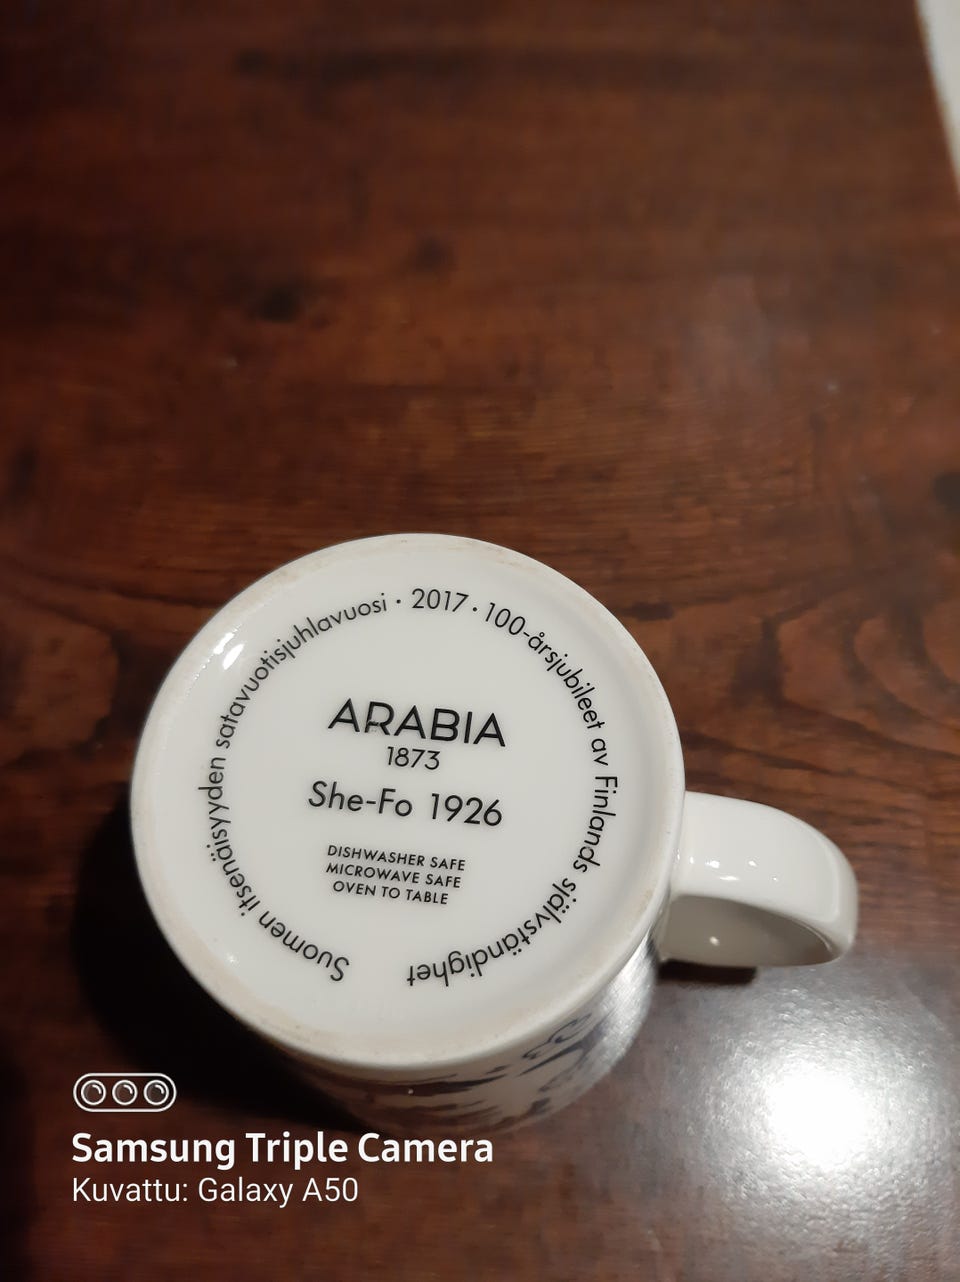 Suomen itsenäisyyden satavuotisjuhlavuosi · 2017 · 100-årsjubileet av Finlands självständighet
ARABIA
1873
She-Fo 1926
DISHWASHER SAFE
MICROWAVE SAFE
OVEN TO TABLE
Samsung Triple Camera
Kuvattu: Galaxy A50